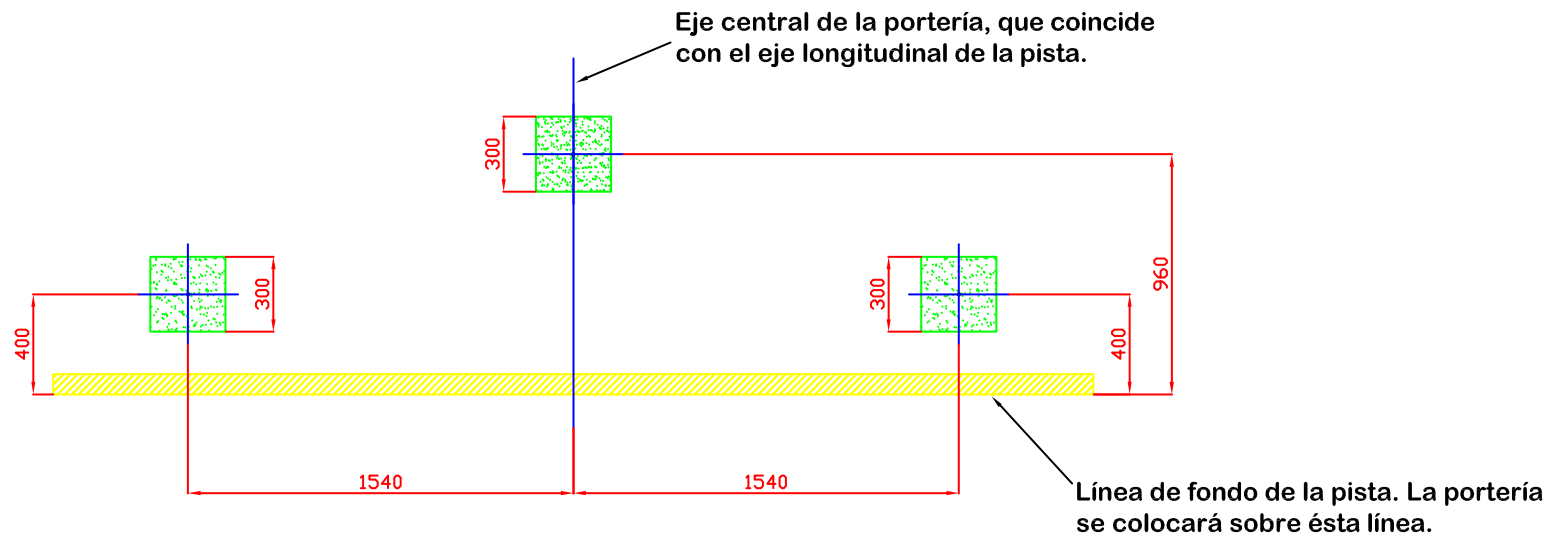 Eje central de la portería, que coincide
con el eje longitudinal de la pista.
300
300
300
960
400
400
1540
1540
Línea de fondo de la pista. La portería
se colocará sobre ésta línea.